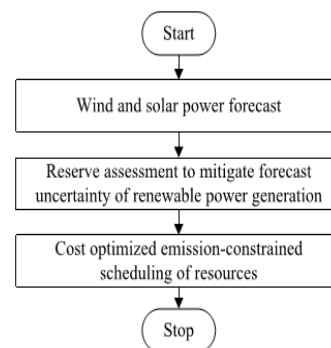 Start
Wind and solar power forecast
Reserve assessment to mitigate forecast
uncertainty of renewable power generation
Cost optimized emission-constrained
scheduling of resources
Stop